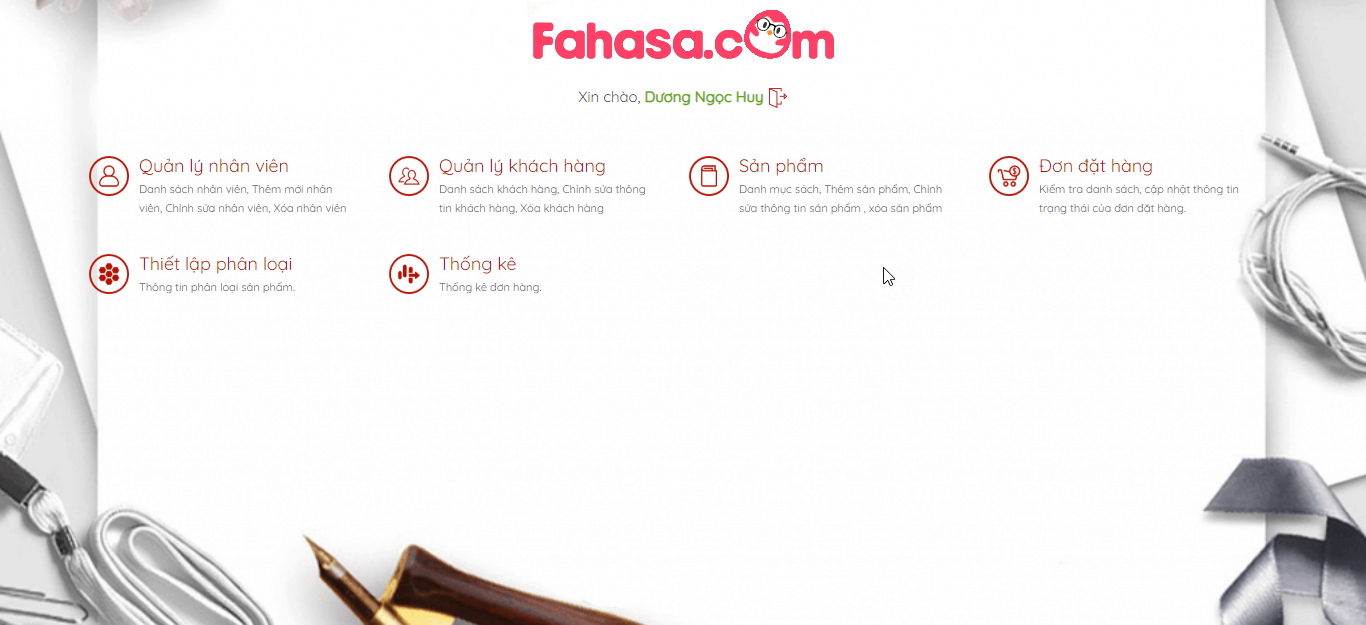 Fahasa.com
Xin chào, Dương Ngọc Huy
Quản lý nhân viên
Danh sách nhân viên, Thêm mới nhân
viên, Chỉnh sửa nhân viên, Xóa nhân viên
Quản lý khách hàng
Danh sách khách hàng, Chỉnh sửa thông
tin khách hàng, Xóa khách hàng
Sản phẩm
Danh mục sách, Thêm sản phẩm, Chỉnh
sửa thông tin sản phẩm , xóa sản phẩm
Đơn đặt hàng
Kiểm tra danh sách, cập nhật thông tin
trạng thái của đơn đặt hàng.
Thiết lập phân loại
Thông tin phân loại sản phẩm.
Thống kê
Thống kê đơn hàng.